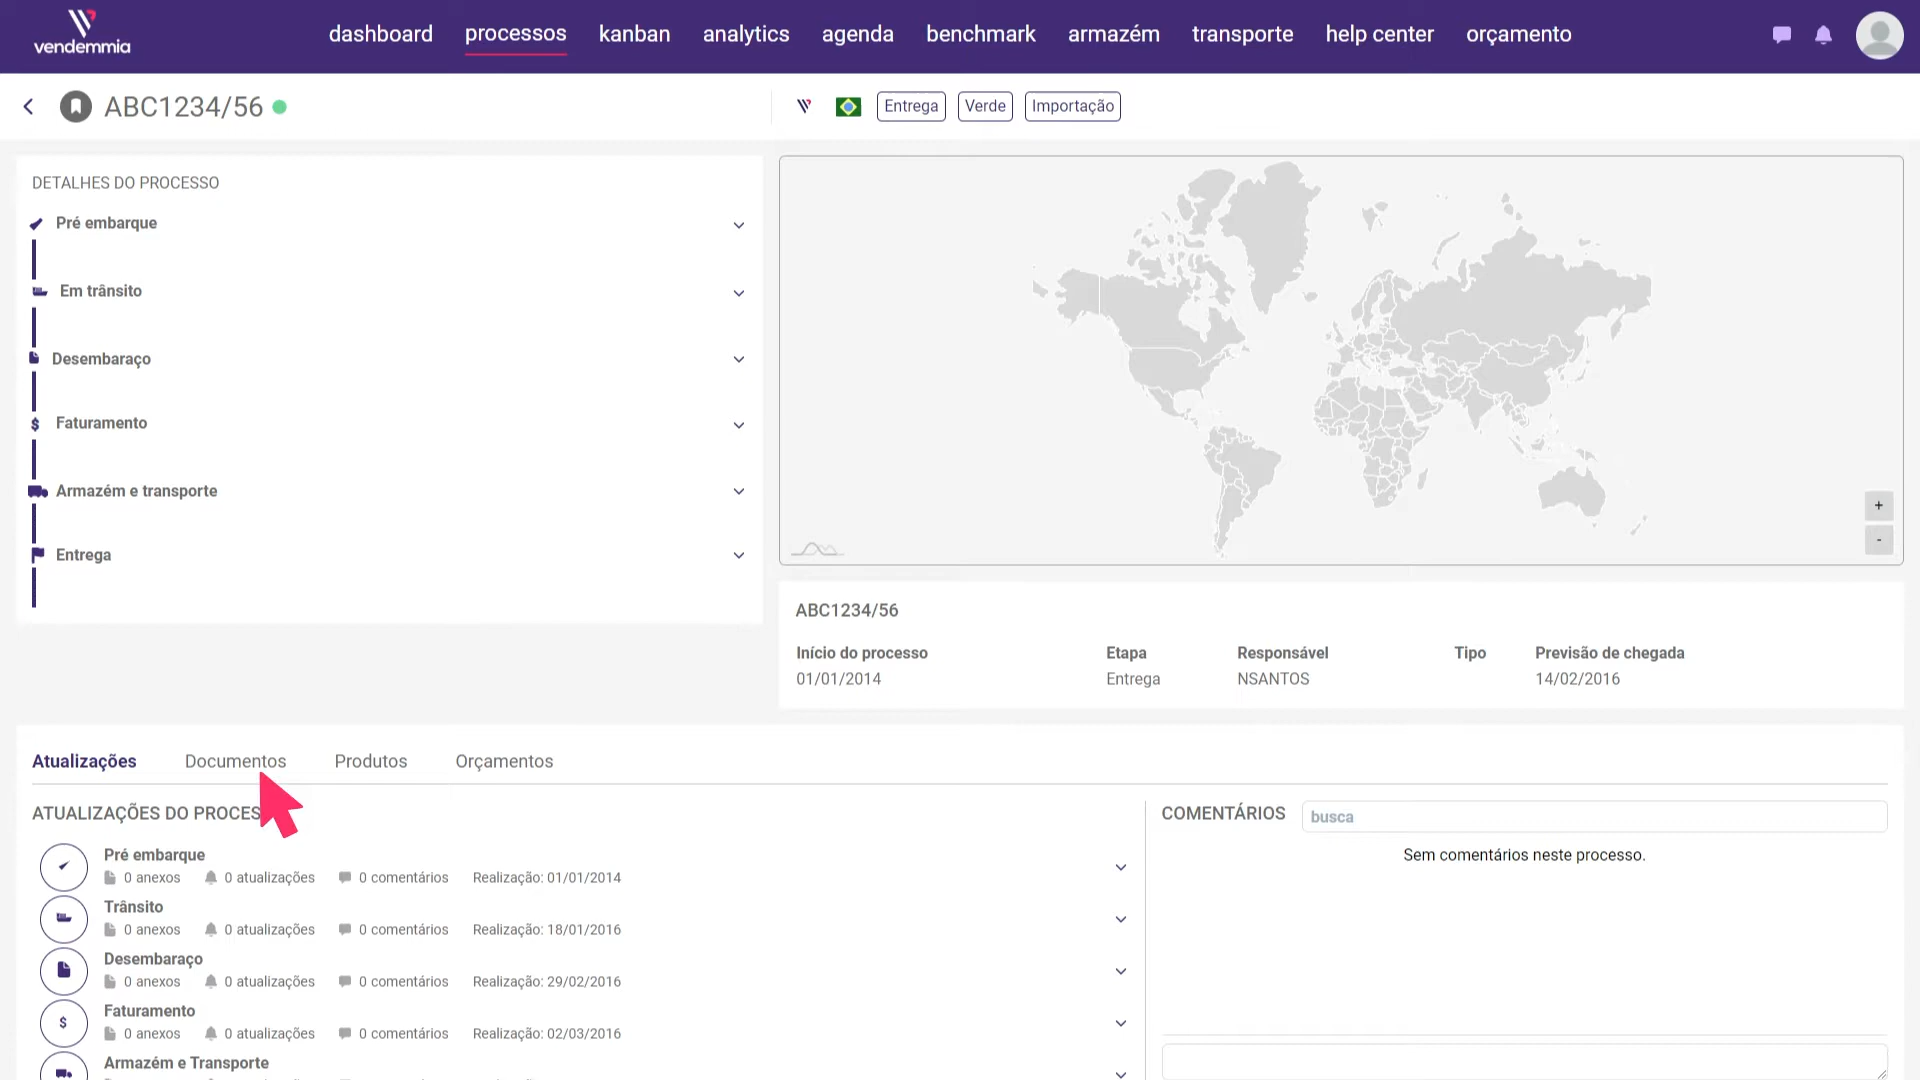 vendemmia
dashboard processos kanban analytics agenda benchmark armazém transporte help center orçamento
ABC1234/56
Entrega Verde Importação
DETALHES DO PROCESSO
Pré embarque
Em trânsito
Desembaraço
Faturamento
Armazém e transporte
Entrega
+
-
ABC1234/56
Início do processo Etapa Responsável Tipo Previsão de chegada
01/01/2014 Entrega NSANTOS 14/02/2016
Atualizações Documentos Produtos Orçamentos
ATUALIZAÇÕES DO PROCES
Pré embarque
0 anexos 0 atualizações 0 comentários Realização: 01/01/2014
Trânsito
0 anexos 0 atualizações 0 comentários Realização: 18/01/2016
Desembaraço
0 anexos 0 atualizações 0 comentários Realização: 29/02/2016
Faturamento
$ 0 anexos 0 atualizações 0 comentários Realização: 02/03/2016
Armazém e Transporte
COMENTÁRIOS busca
Sem comentários neste processo.